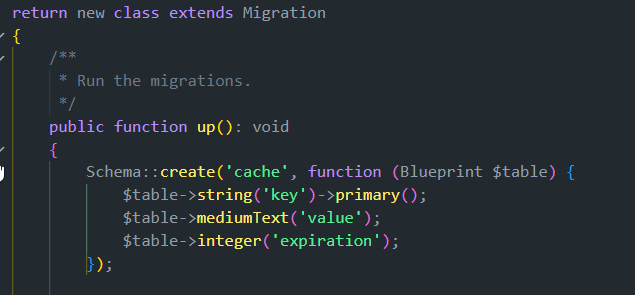 return new class extends Migration
{
    /**
     * Run the migrations.
     */
    public function up(): void
    {
        Schema::create('cache', function (Blueprint $table) {
            $table->string('key')->primary();
            $table->mediumText('value');
            $table->integer('expiration');
        });